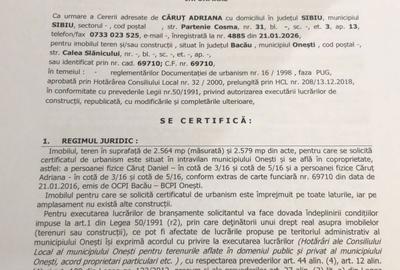 Ca urmare a Cererii adresate de CĂRUȚ ADRIANA cu domiciliul în județul SIBIU, municipiul
SIBIU, sectorul - , cod poștal , str. Partenie Cosma, nr. 31, bl. -, sc. -, et. 3, ap. 13,
telefon/fax 0733 023 525, e-mail -, înregistrată la nr. 4885 din 21.01.2026,
pentru imobilul teren și/sau construcții , situat în județul Bacău , municipiul Onești , cod poștal -,
str. Calea Slănicului, nr. -, bl. -, sc. -, et. -, ap. -,
sau identificat prin nr. cad. 69710; C.F. nr. 69710,
în temeiul : - reglementărilor Documentației de urbanism nr. 16 / 1998 , faza PUG,
aprobată prin Hotărârea Consiliului Local nr. 32 / 2000, prelungită prin HCL nr. 208/13.12.2018,
în conformitate cu prevederile Legii nr.50/1991, privind autorizarea executării lucrărilor de
construcții, republicată, cu modificările și completările ulterioare,
SE CERTIFICĂ:
1. REGIMUL JURIDIC :
Imobilul, teren în suprafață de 2.564 mp (măsurată) și 2.579 mp din acte, pentru care se solicită
certificatul de urbanism este situat în intravilan municipiului Onești și se află în coproprietate,
astfel: a persoanei fizice Căruț Daniel – în cotă de 3/16 și cotă de 5/16 și a persoanei fizice Căruț
Adriana – în cotă de 3/16 și cotă de 5/16, conform extras de carte funciară nr. 69710 din data de
21.01.2016, emis de OCPI Bacău – BCPI Onești.
Imobilul pentru care se solicită certificatul de urbanism este împrejmuit pe toate laturile, iar pe
amplasament nu există alte construcții.
Pentru executarea lucrărilor de branșamente solicitantul va face dovada îndeplinirii condiției
impuse la art.1 din Legea 50/1991 (r2), prin care deținătorii unui drept real asupra imobilelor
(terenuri sau construcții), ce pot fi afectate de lucrările propuse pe teritoriul administrativ al
municipiului Onești își exprimă acordul cu privire la executarea lucrărilor (Hotărâri ale Consiliului
Local al municipiului Onești pentru terenurile aflate în domeniul public și privat al municipiului
Onești, acord proprietari particulari etc. ) , cu respectarea prevederilor art. 44 alin. (4), art. 12 alin.